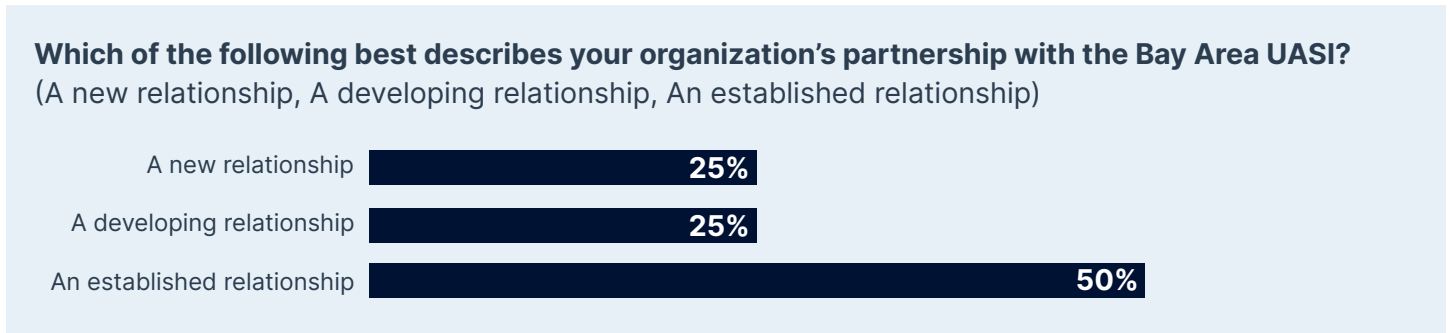 Which of the following best describes your organization’s partnership with the Bay Area UASI?
(A new relationship, A developing relationship, An established relationship)
A new relationship 25%
A developing relationship 25%
An established relationship 50%